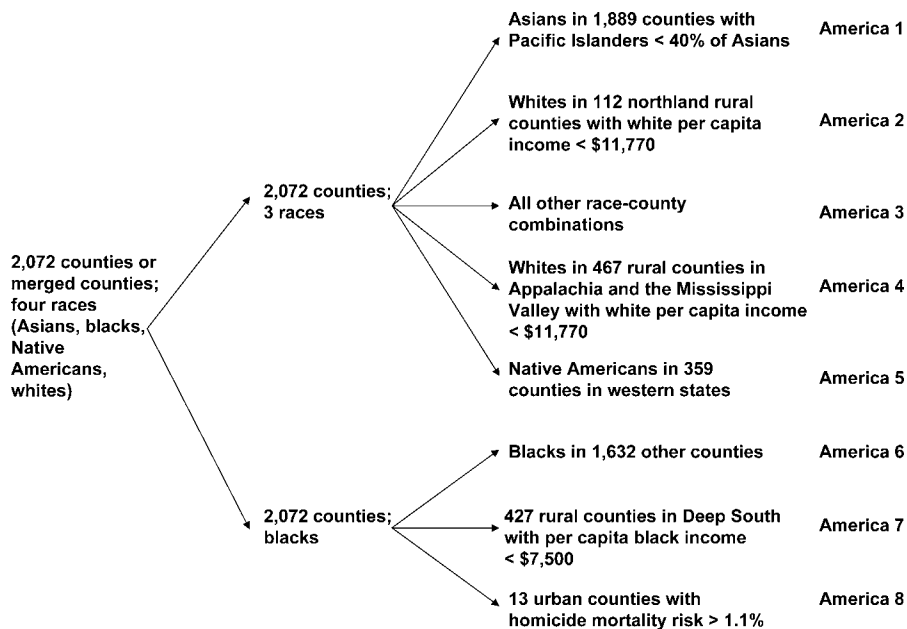 Asians in 1,889 counties with
Pacific Islanders < 40% of Asians
America 1
Whites in 112 northland rural
counties with white per capita
income < $11,770
America 2
2,072 counties;
3 races
All other race-county
combinations
America 3
2,072 counties or
merged counties;
four races
(Asians, blacks,
Native
Americans,
whites)
Whites in 467 rural counties in
Appalachia and the Mississippi
Valley with white per capita income
< $11,770
America 4
Native Americans in 359
counties in western states
America 5
Blacks in 1,632 other counties
America 6
2,072 counties;
blacks
427 rural counties in Deep South
with per capita black income
< $7,500
America 7
13 urban counties with
homicide mortality risk > 1.1%
America 8